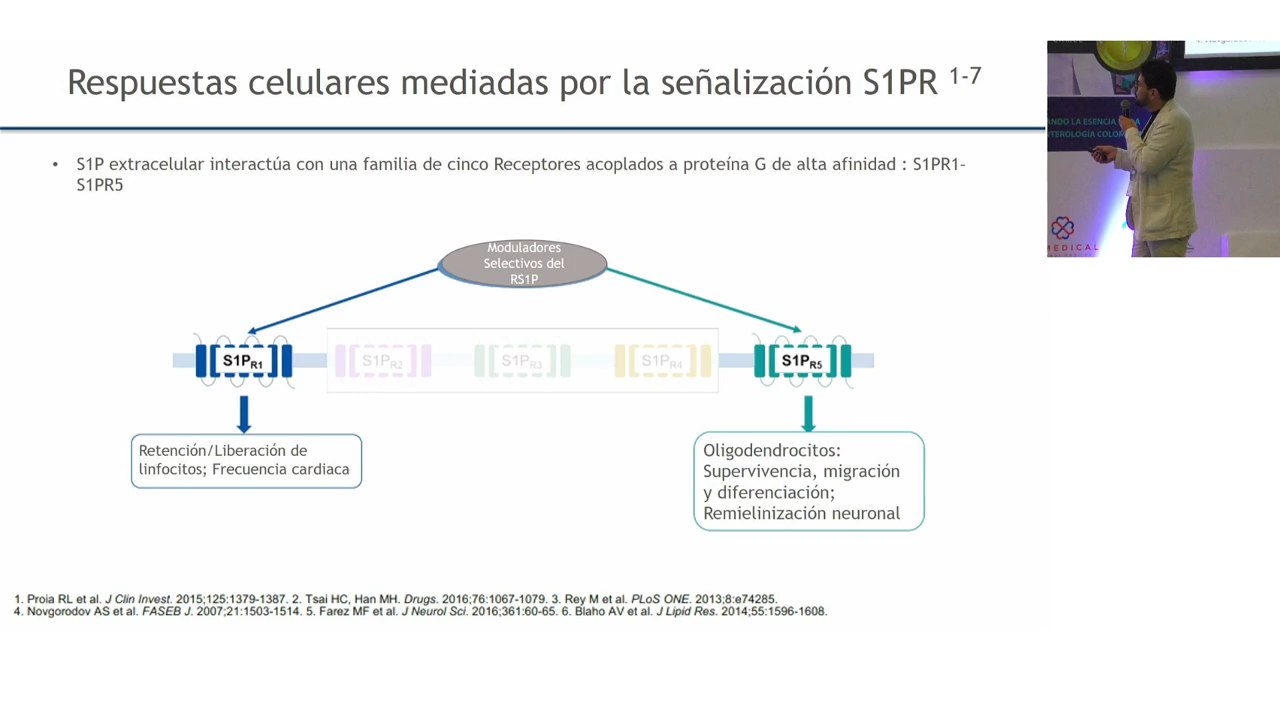 Respuestas celulares mediadas por la señalización S1PR 1-7
• S1P extracelular interactúa con una familia de cinco Receptores acoplados a proteína G de alta afinidad : S1PR1-
S1PR5
Moduladores
Selectivos del
RS1P
S1PR1
S1PR2
S1PR3
S1PR4
S1PR5
Retención/Liberación de
linfocitos; Frecuencia cardiaca
Oligodendrocitos:
Supervivencia, migración
y diferenciación;
Remielinización neuronal
1. Proia RL et al. J Clin Invest. 2015;125:1379-1387. 2. Tsai HC, Han MH. Drugs. 2016;76:1067-1079. 3. Rey M et al. PLoS ONE. 2013;8:e74285.
4. Novgorodov AS et al. FASEB J. 2007;21:1503-1514. 5. Farez MF et al. J Neurol Sci. 2016;361:60-65. 6. Blaho AV et al. J Lipid Res. 2014;55:1596-1608.
ANDO LA ESENCIA
MEDICAL